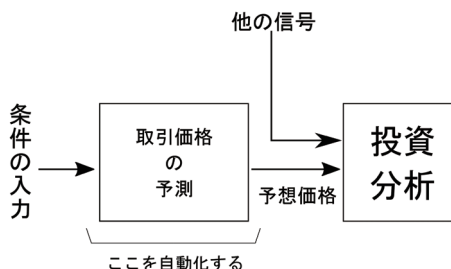 他の信号
条件の入力
取引価格
の
予測
予想価格
投資
分析
ここを自動化する